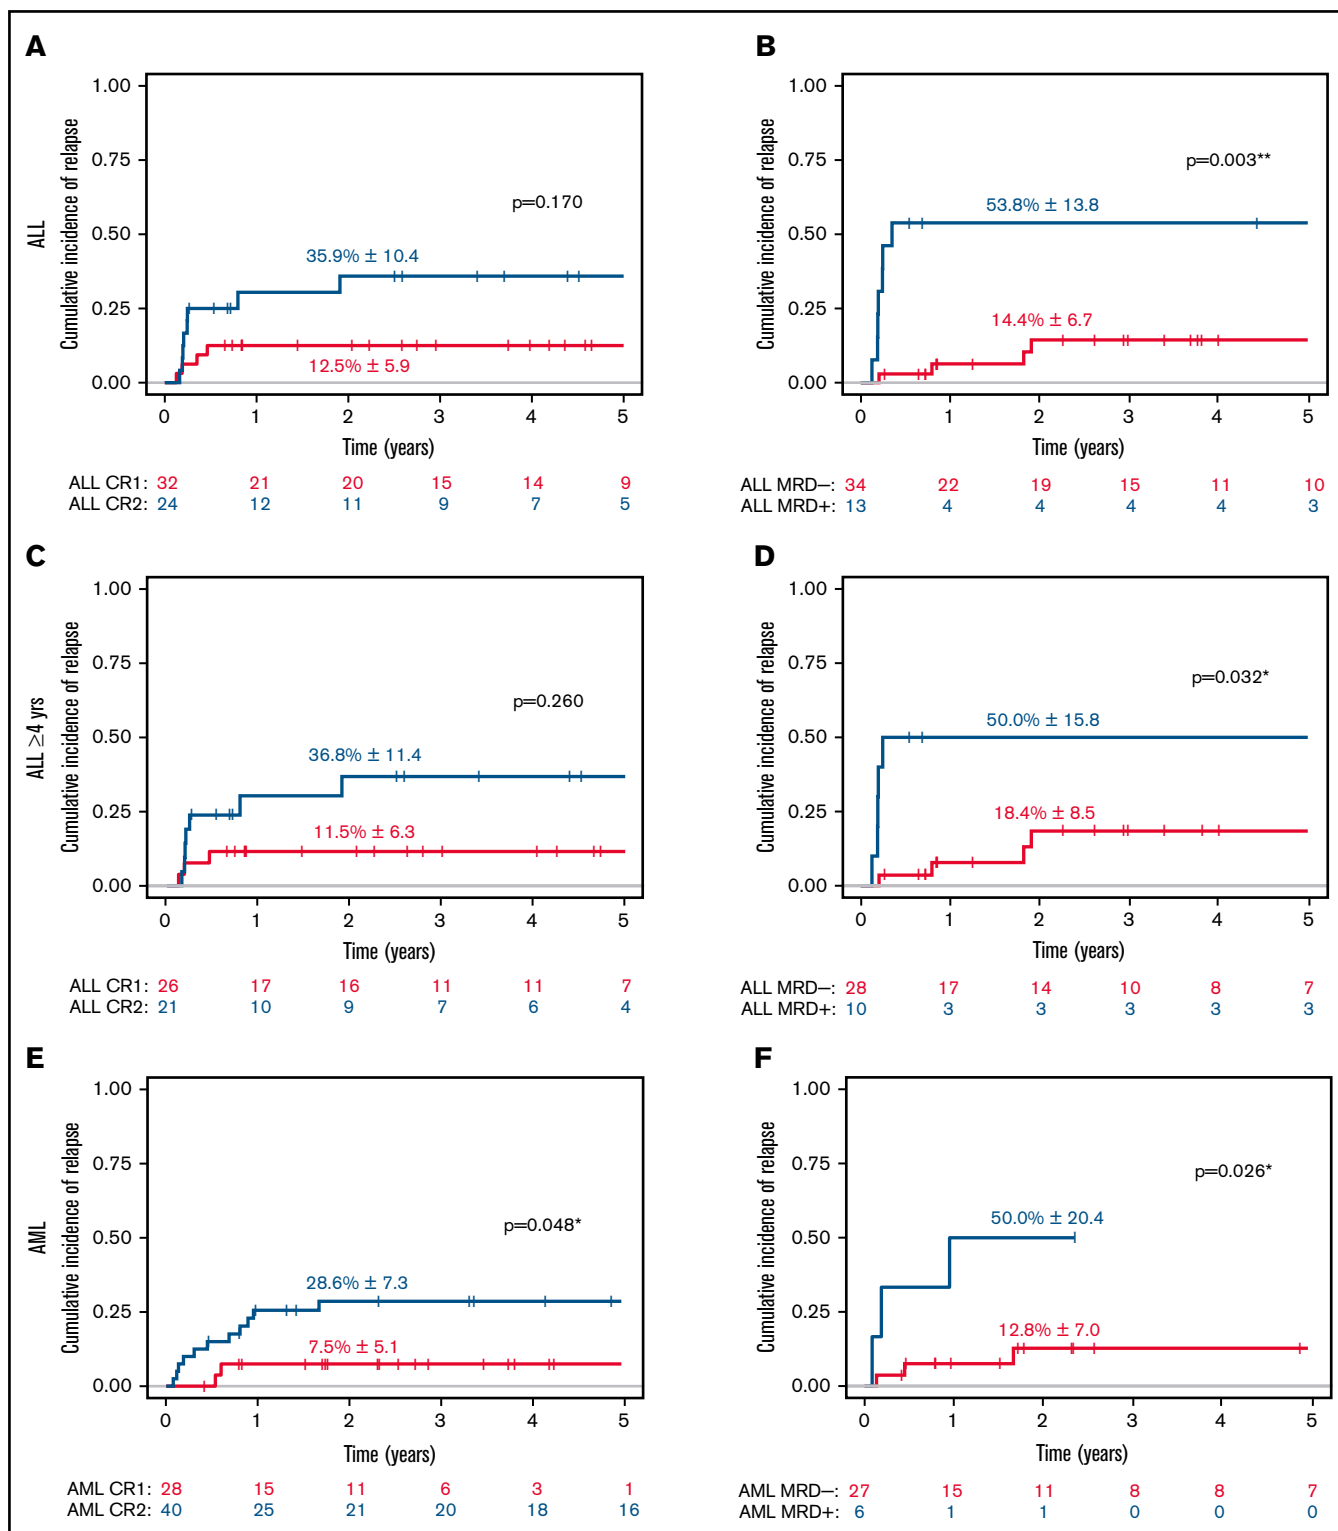 A
ALL
Cumulative incidence of relapse
1.00
0.75
0.50
0.25
0.00
p=0.170
35.9% ± 10.4
12.5% ± 5.9
0 1 2 3 4 5
Time (years)
ALL CR1: 32 21 20 15 14 9
ALL CR2: 24 12 11 9 7 5
B
Cumulative incidence of relapse
1.00
0.75
0.50
0.25
0.00
p=0.003**
53.8% ± 13.8
14.4% ± 6.7
0 1 2 3 4 5
Time (years)
ALL MRD−: 34 22 19 15 11 10
ALL MRD+: 13 4 4 4 4 3
C
ALL ≥4 yrs
Cumulative incidence of relapse
1.00
0.75
0.50
0.25
0.00
p=0.260
36.8% ± 11.4
11.5% ± 6.3
0 1 2 3 4 5
Time (years)
ALL CR1: 26 17 16 11 11 7
ALL CR2: 21 10 9 7 6 4
D
Cumulative incidence of relapse
1.00
0.75
0.50
0.25
0.00
p=0.032*
50.0% ± 15.8
18.4% ± 8.5
0 1 2 3 4 5
Time (years)
ALL MRD−: 28 17 14 10 8 7
ALL MRD+: 10 3 3 3 3 3
E
AML
Cumulative incidence of relapse
1.00
0.75
0.50
0.25
0.00
p=0.048*
28.6% ± 7.3
7.5% ± 5.1
0 1 2 3 4 5
Time (years)
AML CR1: 28 15 11 6 3 1
AML CR2: 40 25 21 20 18 16
F
Cumulative incidence of relapse
1.00
0.75
0.50
0.25
0.00
p=0.026*
50.0% ± 20.4
12.8% ± 7.0
0 1 2 3 4 5
Time (years)
AML MRD−: 27 15 11 8 8 7
AML MRD+: 6 1 1 0 0 0